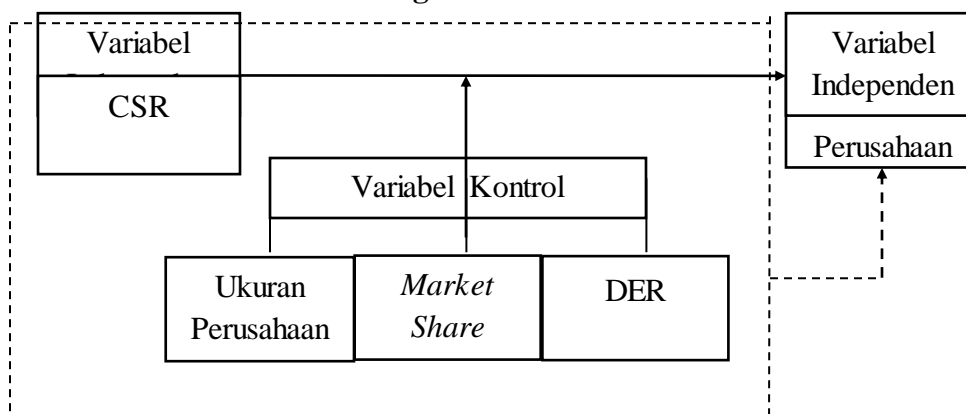 Variabel
CSR
Variabel
Independen
Perusahaan
Variabel Kontrol
Ukuran
Perusahaan
Market
Share
DER